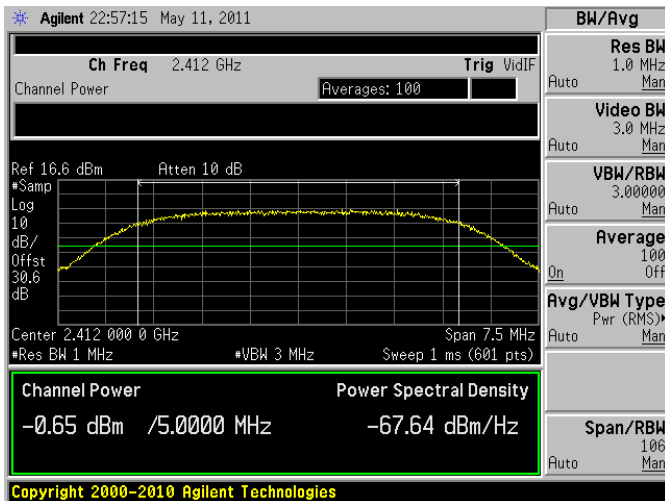 Agilent 22:57:15 May 11, 2011
Ch Freq 2.412 GHz Trig VidIF
Channel Power Averages: 100
Ref 16.6 dBm Atten 10 dB
#Samp
Log
10
dB/
Offst
30.6
dB
Center 2.412 000 0 GHz Span 7.5 MHz
#Res BW 1 MHz #VBW 3 MHz Sweep 1 ms (601 pts)
Channel Power Power Spectral Density
-0.65 dBm /5.0000 MHz -67.64 dBm/Hz
Copyright 2000-2010 Agilent Technologies
BW/Avg
Res BW
1.0 MHz
Auto Man
Video BW
3.0 MHz
Auto Man
VBW/RBW
3.00000
Auto Man
Average
100
On Off
Avg/VBW Type
Pwr (RMS)
Auto Man
Span/RBW
106
Auto Man